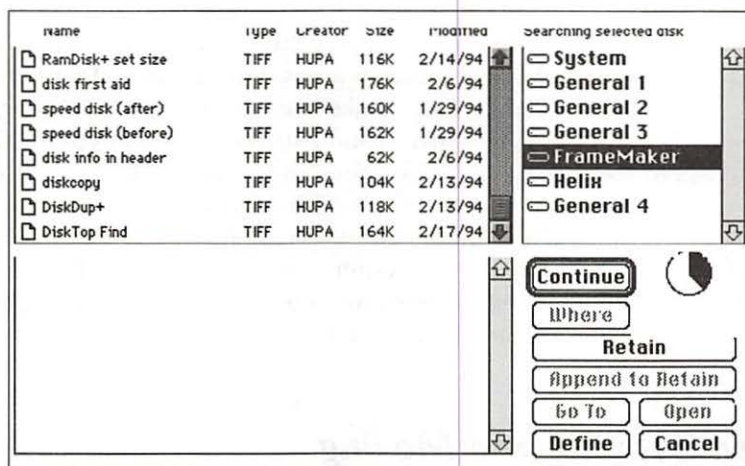 Name Type Creator Size Modified
RamDisk+ set size TIFF HUPA 116K 2/14/94
disk first aid TIFF HUPA 176K 2/6/94
speed disk (after) TIFF HUPA 160K 1/29/94
speed disk (before) TIFF HUPA 162K 1/29/94
disk info in header TIFF HUPA 62K 2/6/94
diskcopy TIFF HUPA 104K 2/13/94
DiskDup+ TIFF HUPA 118K 2/13/94
DiskTop Find TIFF HUPA 164K 2/17/94
Searching selected disk
System
General 1
General 2
General 3
FrameMaker
Helix
General 4
Continue
Where
Retain
Append to Retain
Go To Open
Define Cancel